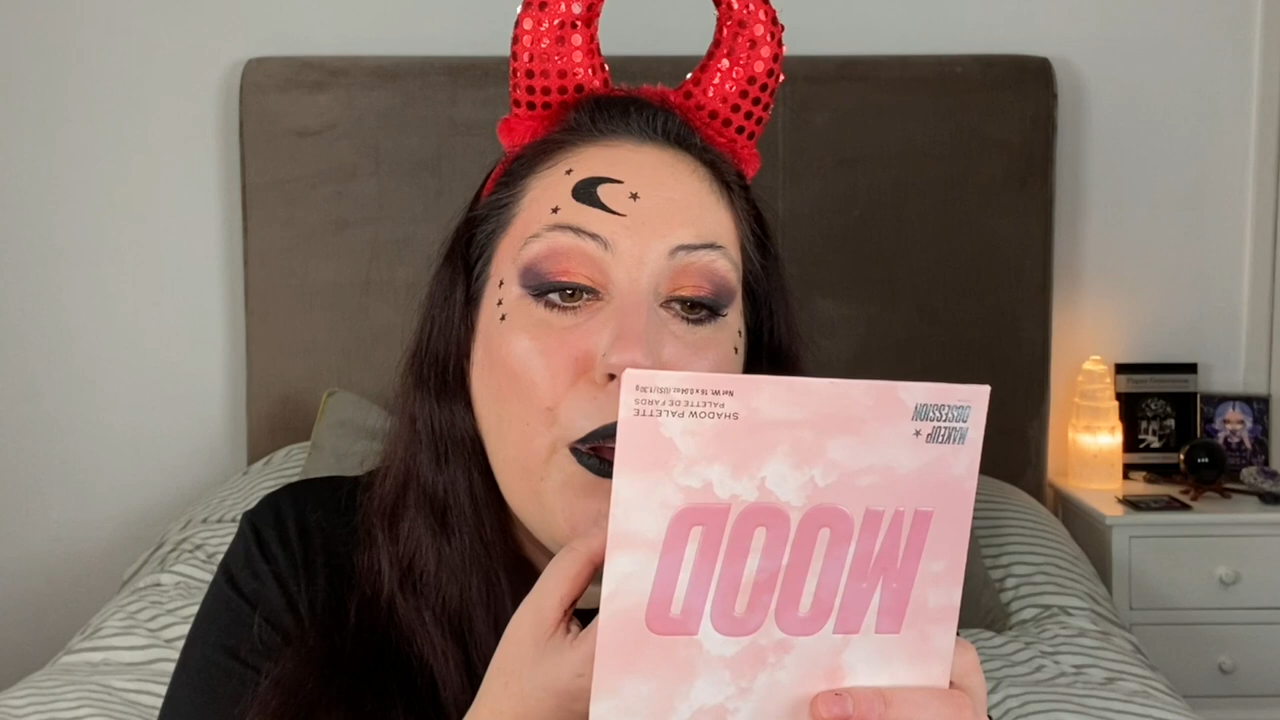 MAKEUP
OBSESSION
MOOD
SHADOW PALETTE
PALETTE DE FARDS